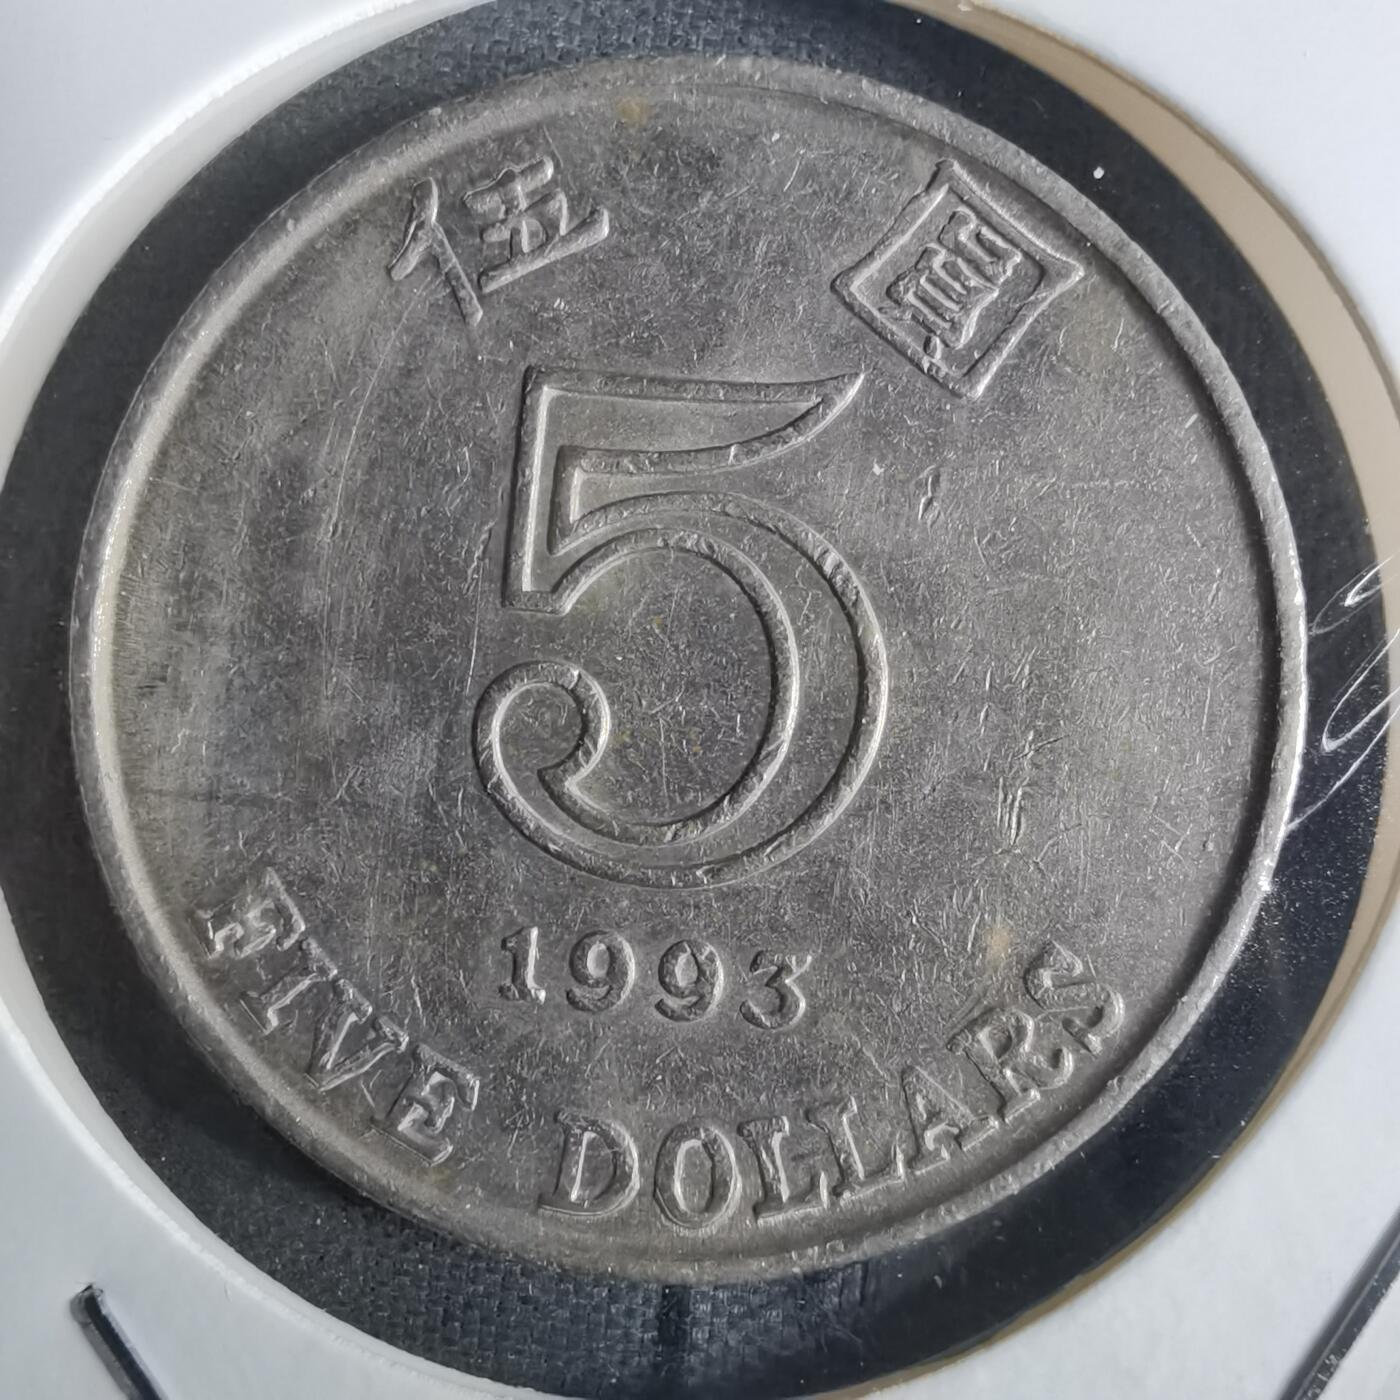 伍 圓
5
1993
FIVE DOLLARS